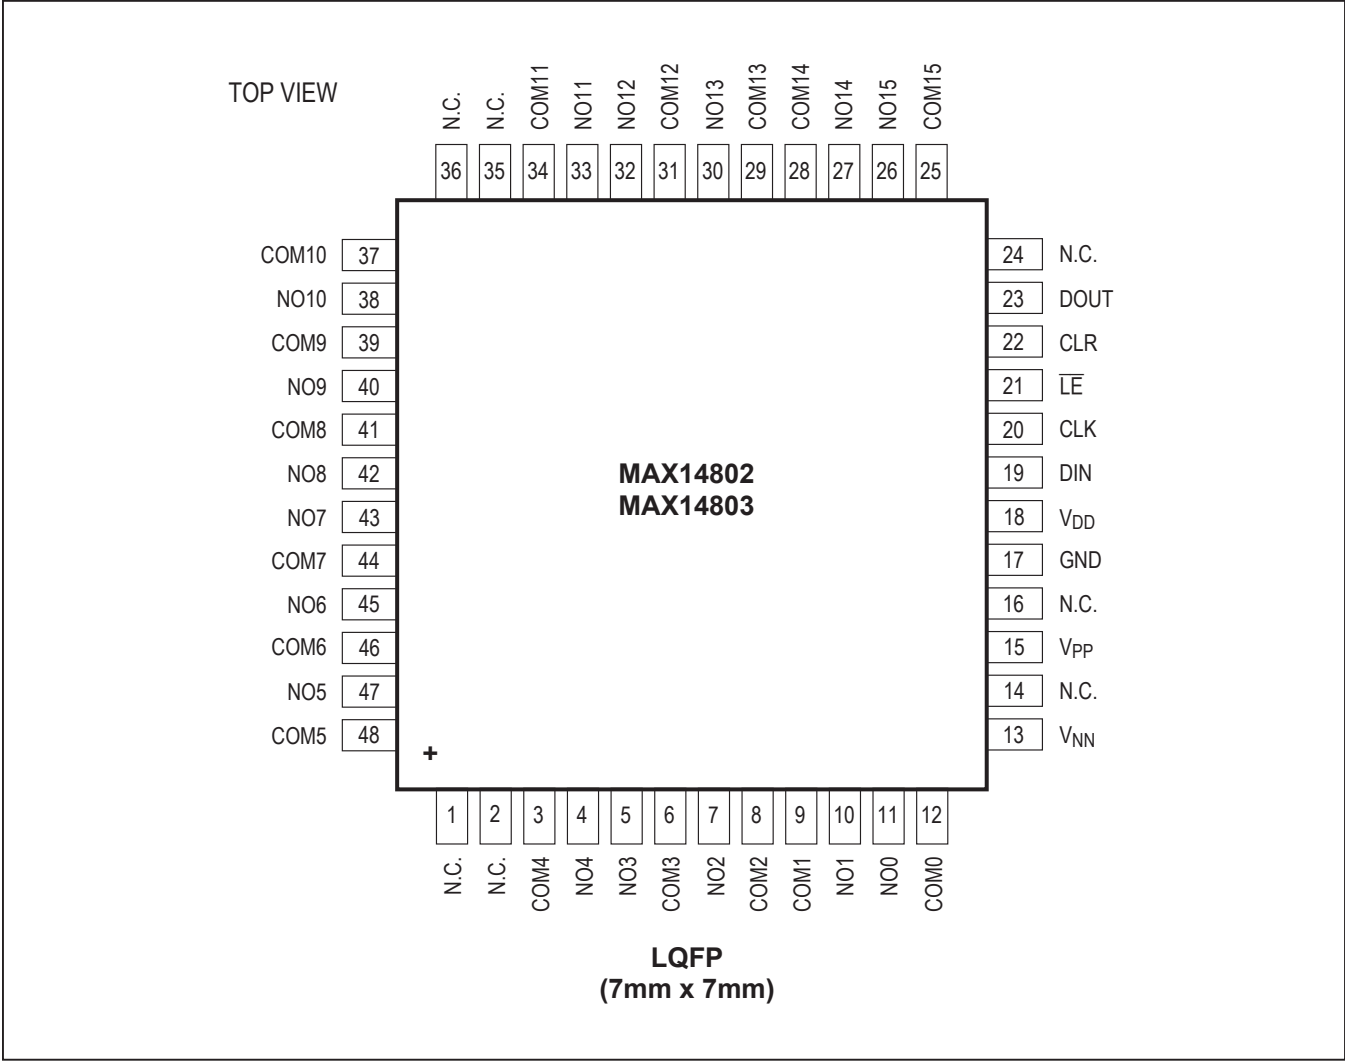 TOP VIEW
N.C. N.C. COM11 NO11 NO12 COM12 NO13 COM13 COM14 NO14 NO15 COM15
36 35 34 33 32 31 30 29 28 27 26 25
COM10 37 24 N.C.
NO10 38 23 DOUT
COM9 39 22 CLR
NO9 40 21 L̅E̅
COM8 41 20 CLK
NO8 42 19 DIN
NO7 43 18 VDD
COM7 44 17 GND
NO6 45 16 N.C.
COM6 46 15 VPP
NO5 47 14 N.C.
COM5 48 13 VNN
MAX14802
MAX14803
+
1 2 3 4 5 6 7 8 9 10 11 12
N.C. N.C. COM4 NO4 NO3 COM3 NO2 COM2 COM1 NO1 NO0 COM0
LQFP
(7mm x 7mm)